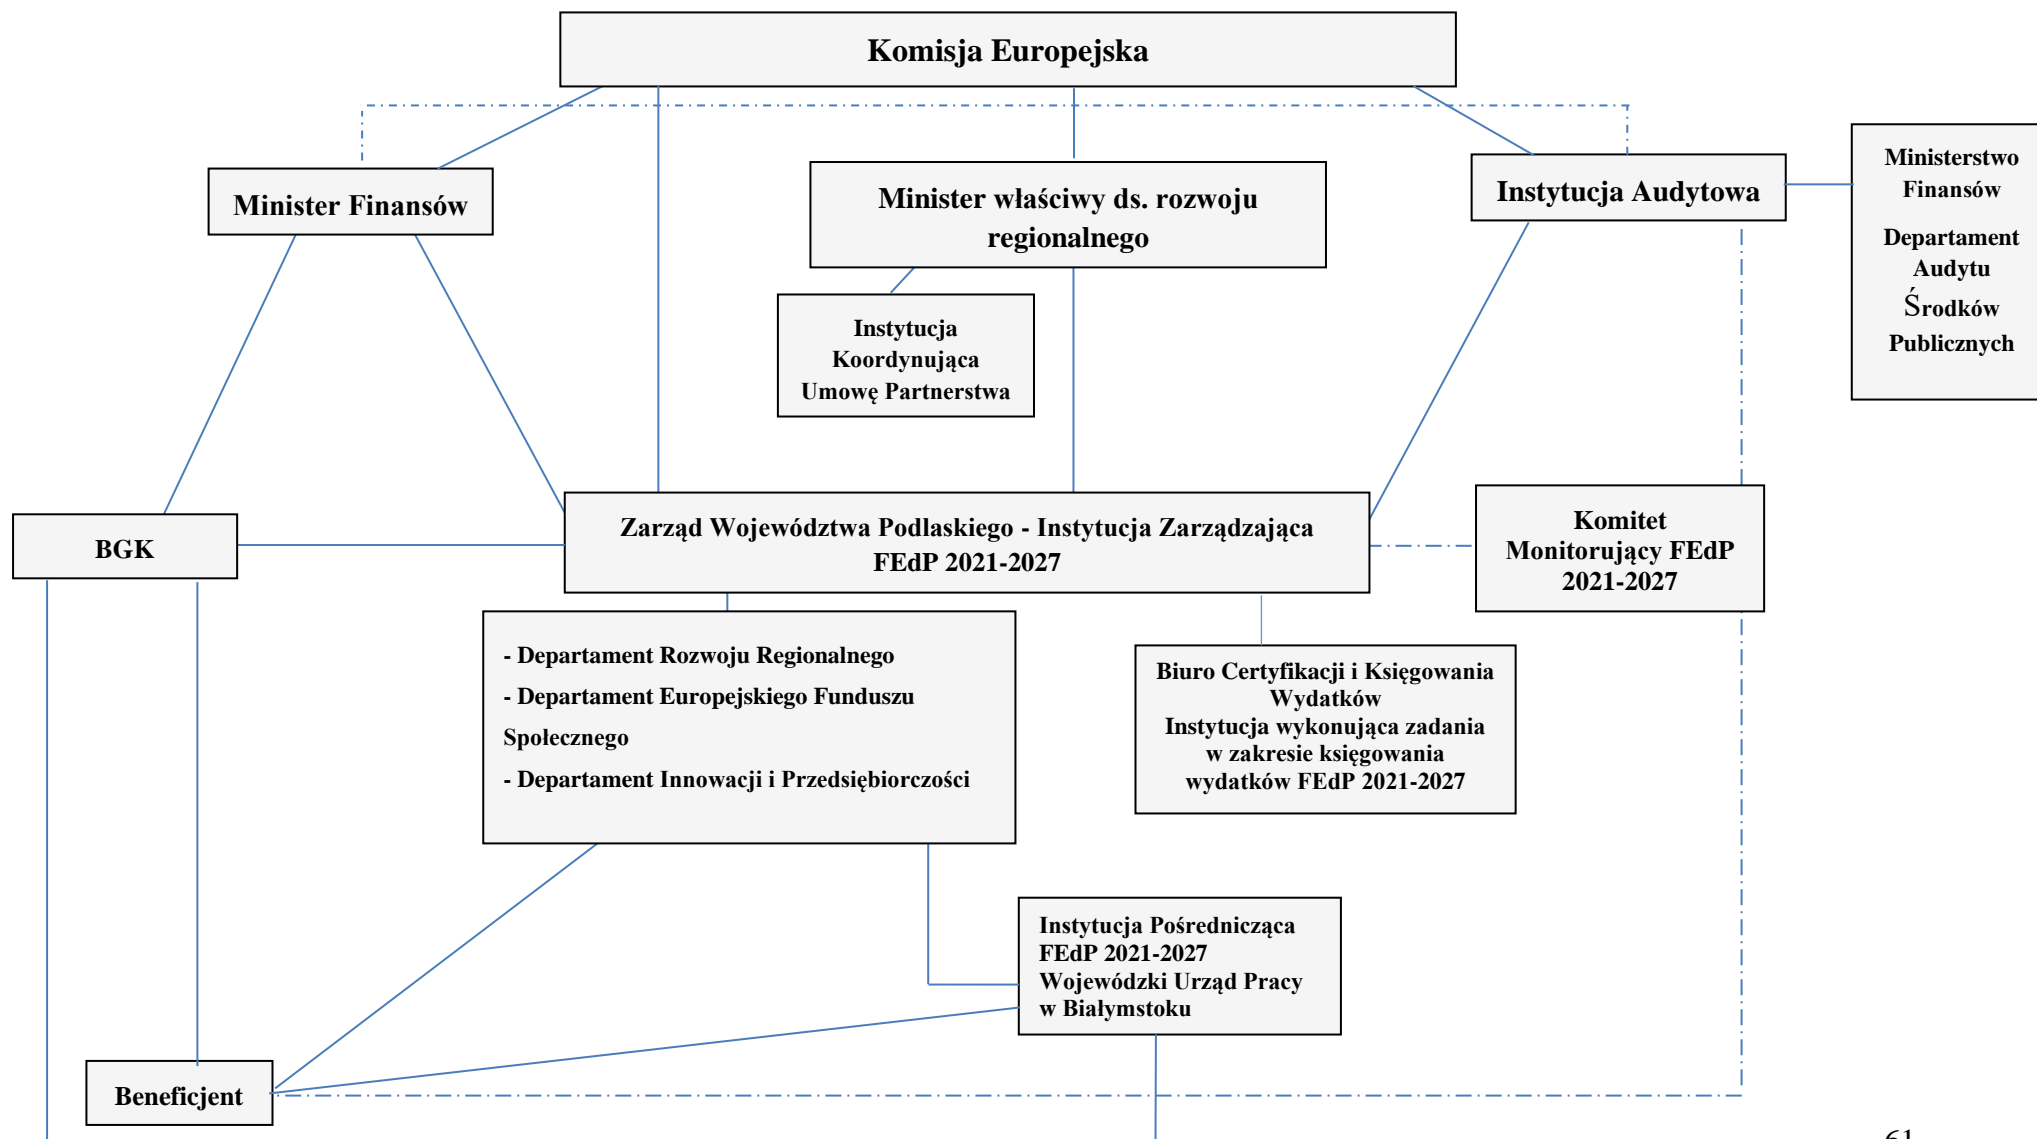 Komisja Europejska
Minister Finansów
Minister właściwy ds. rozwoju
regionalnego
Instytucja Audytowa
Ministerstwo
Finansów
Departament
Audytu
Środków
Publicznych
Instytucja
Koordynująca
Umowę Partnerstwa
BGK
Zarząd Województwa Podlaskiego - Instytucja Zarządzająca
FEdP 2021-2027
Komitet
Monitorujący FEdP
2021-2027
- Departament Rozwoju Regionalnego
- Departament Europejskiego Funduszu
Społecznego
- Departament Innowacji i Przedsiębiorczości
Biuro Certyfikacji i Księgowania
Wydatków
Instytucja wykonująca zadania
w zakresie księgowania
wydatków FEdP 2021-2027
Instytucja Pośrednicząca
FEdP 2021-2027
Wojewódzki Urząd Pracy
w Białymstoku
Beneficjent
61